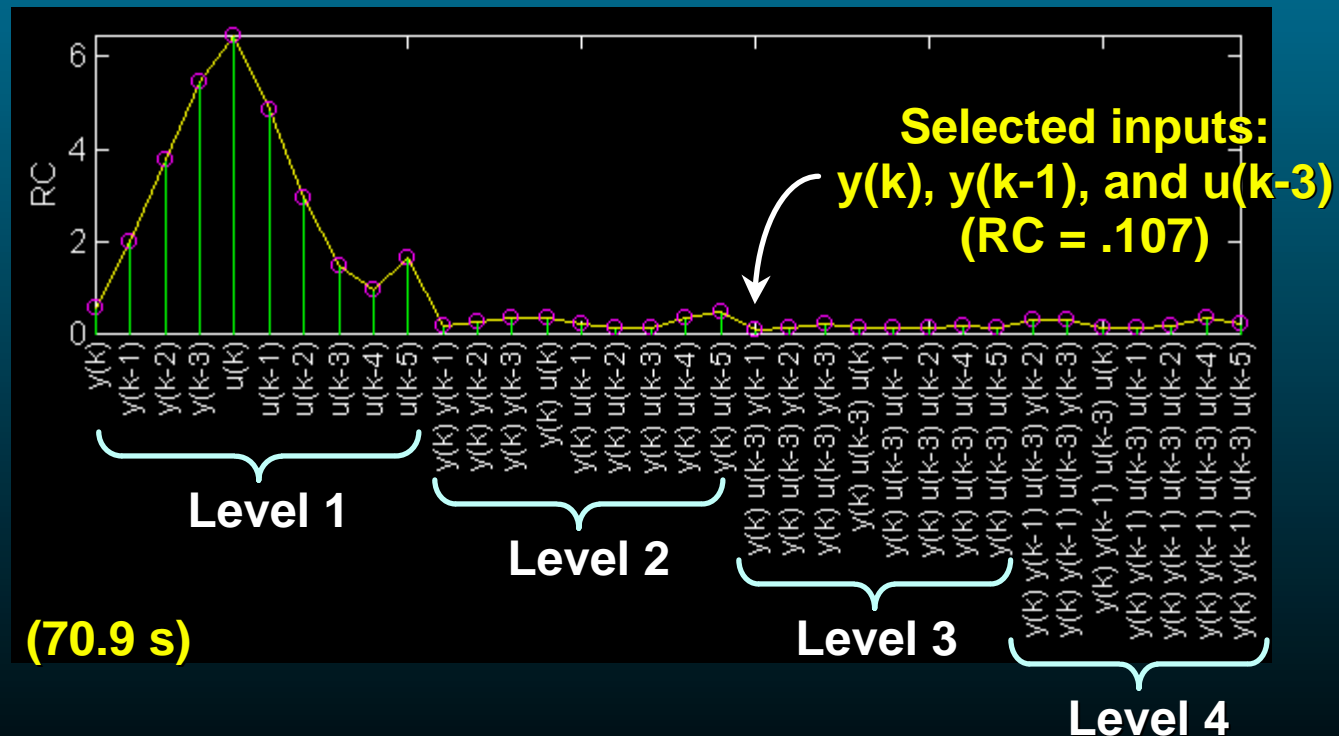 6
4
2
0
RC
Selected inputs:
y(k), y(k-1), and u(k-3)
(RC = .107)
y(k)
y(k-1)
y(k-2)
y(k-3)
u(k)
u(k-1)
u(k-2)
u(k-3)
u(k-4)
u(k-5)
y(k) y(k-1)
y(k) y(k-2)
y(k) y(k-3)
y(k) u(k)
y(k) u(k-1)
y(k) u(k-2)
y(k) u(k-3)
y(k) u(k-4)
y(k) u(k-5)
y(k) u(k-3) y(k-1)
y(k) u(k-3) y(k-2)
y(k) u(k-3) y(k-3)
y(k) u(k-3) u(k)
y(k) u(k-3) u(k-1)
y(k) u(k-3) u(k-2)
y(k) u(k-3) u(k-4)
y(k) u(k-3) u(k-5)
y(k) y(k-1) u(k-3) y(k-2)
y(k) y(k-1) u(k-3) y(k-3)
y(k) y(k-1) u(k-3) u(k)
y(k) y(k-1) u(k-3) u(k-1)
y(k) y(k-1) u(k-3) u(k-2)
y(k) y(k-1) u(k-3) u(k-4)
y(k) y(k-1) u(k-3) u(k-5)
Level 1
Level 2
Level 3
Level 4
(70.9 s)